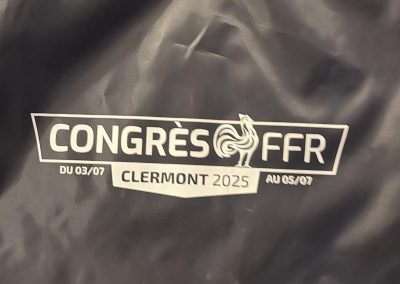 CONGRÈS FFR
DU 03/07 CLERMONT 2025 AU 05/07